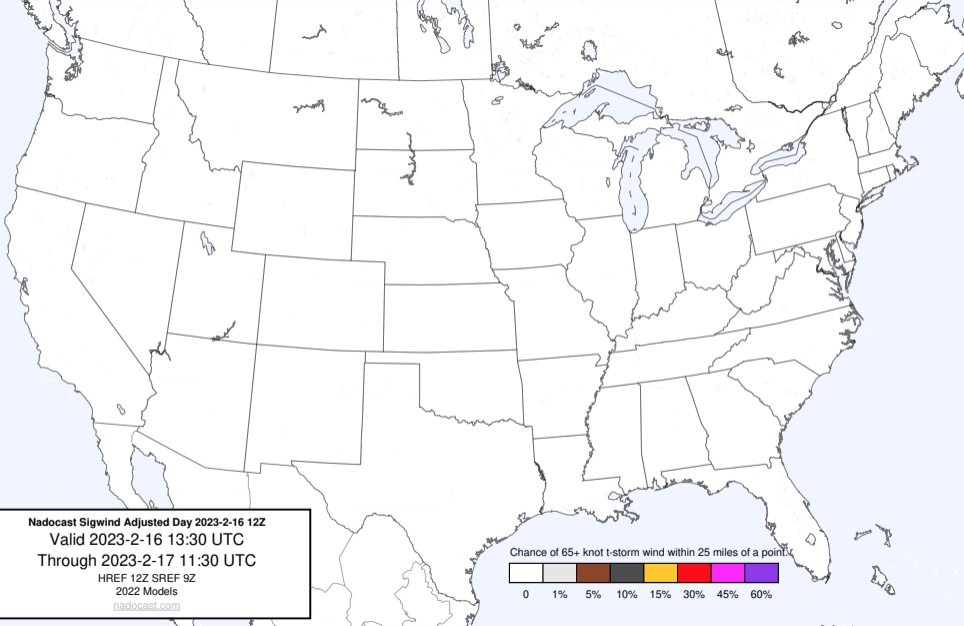 Nadocast Sigwind Adjusted Day 2023-2-16 12Z
Valid 2023-2-16 13:30 UTC
Through 2023-2-17 11:30 UTC
HREF 12Z SREF 9Z
2022 Models
nadocast.com
Chance of 65+ knot t-storm wind within 25 miles of a point.
0 1% 5% 10% 15% 30% 45% 60%